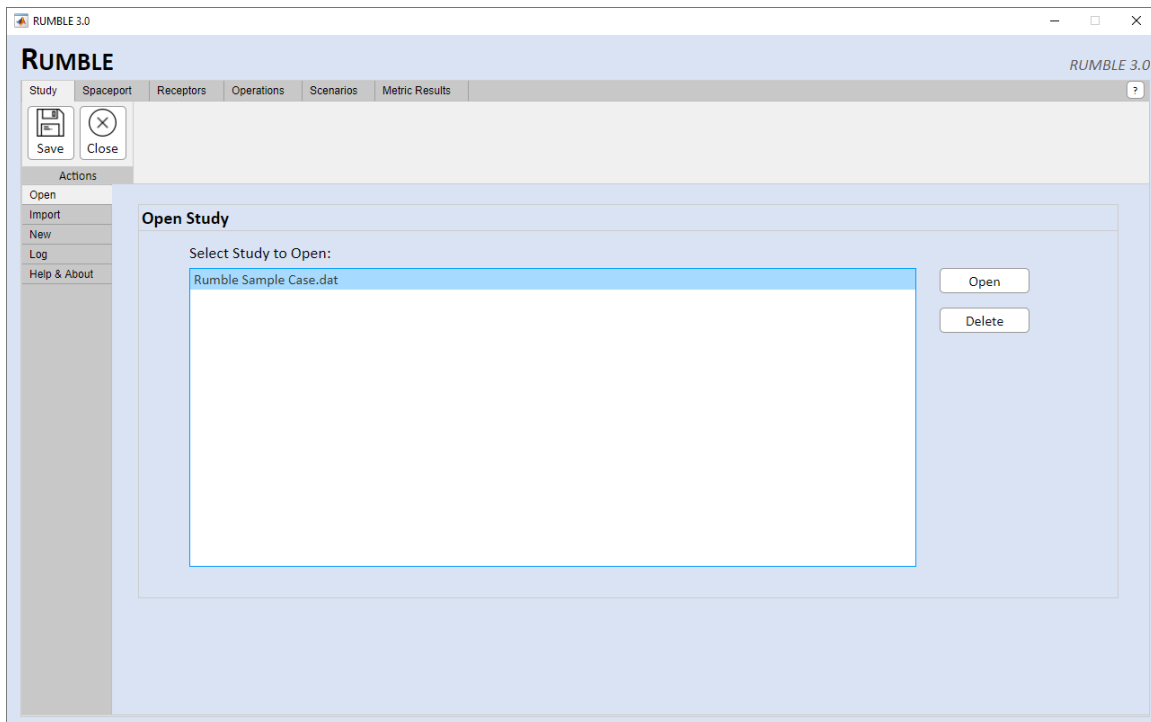 RUMBLE 3.0
RUMBLE
RUMBLE 3.0
Study Spaceport Receptors Operations Scenarios Metric Results ?
Save Close
Actions
Open
Import
New
Log
Help & About
Open Study
Select Study to Open:
Rumble Sample Case.dat
Open
Delete